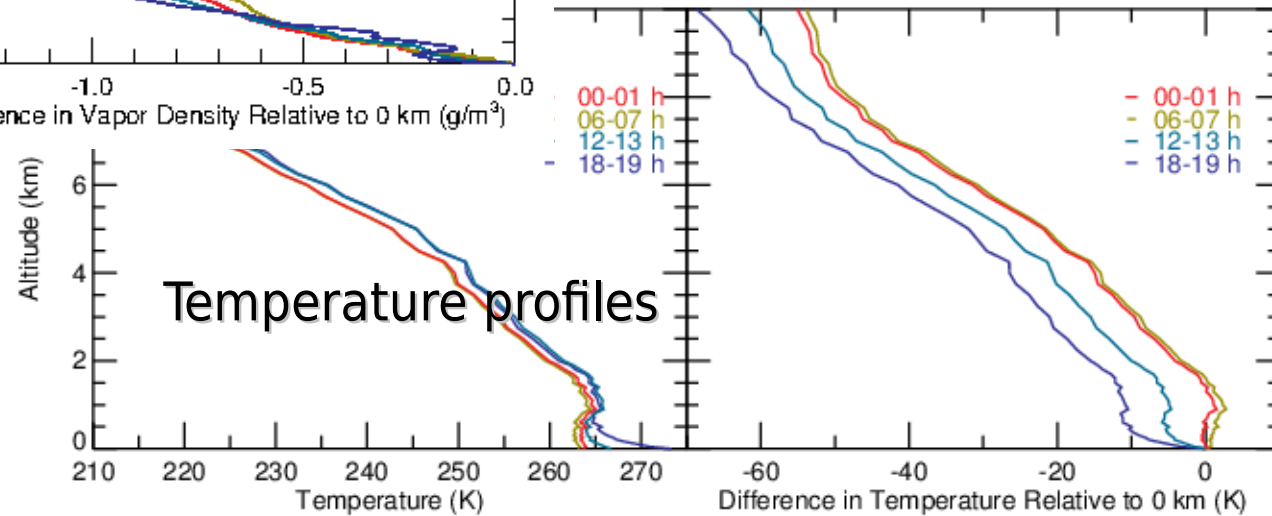 -1.0 -0.5 0.0
ence in Vapor Density Relative to 0 km (g/m³)
00-01 h
06-07 h
12-13 h
18-19 h
00-01 h
06-07 h
12-13 h
18-19 h
Altitude (km)
6
4
2
0
Temperature profiles
210 220 230 240 250 260 270
Temperature (K)
-60 -40 -20 0
Difference in Temperature Relative to 0 km (K)